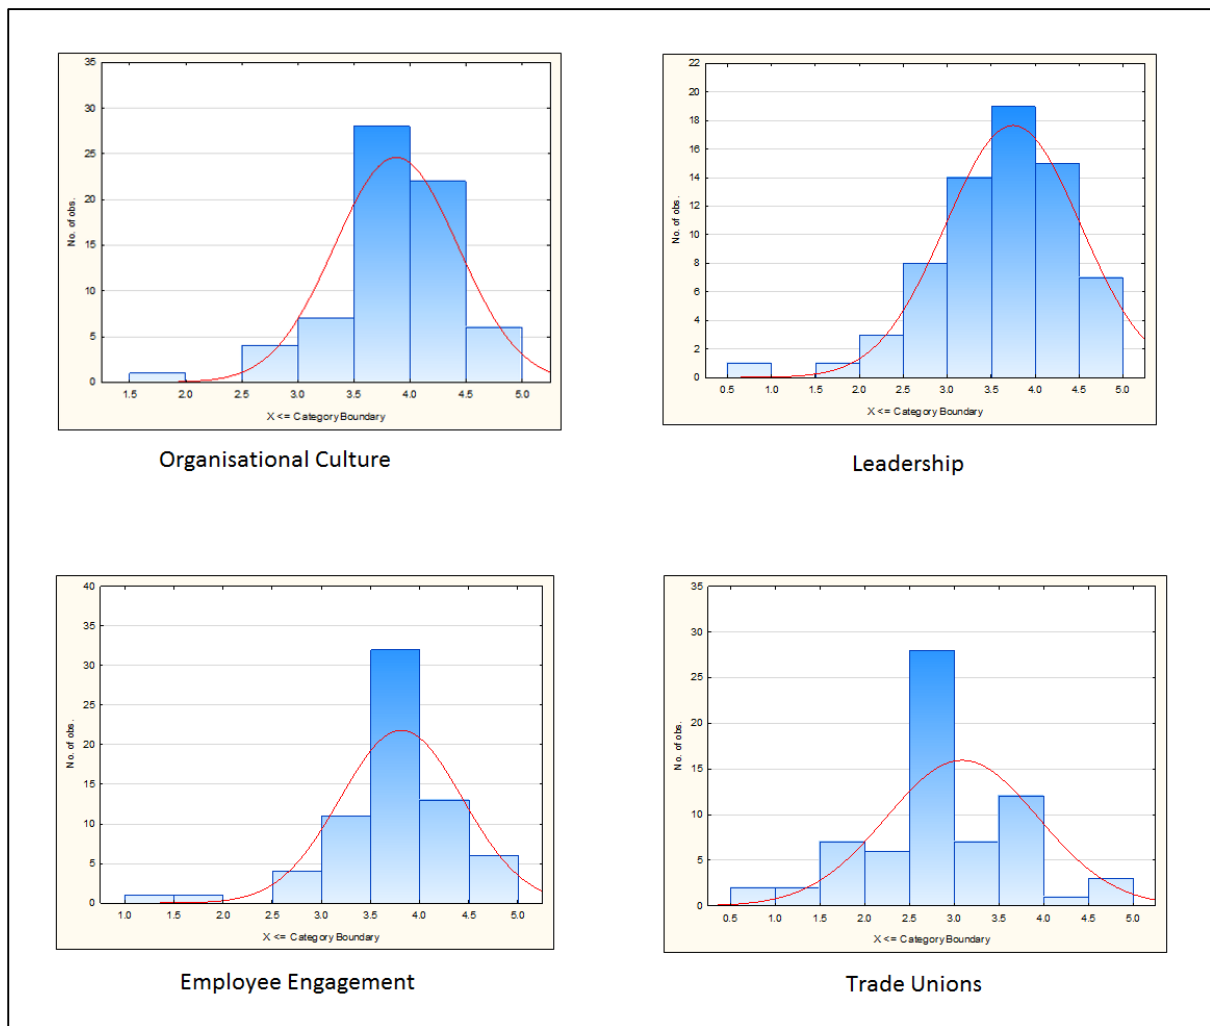 35
30
25
20
15
10
5
0
No. of obs.
1.5 2.0 2.5 3.0 3.5 4.0 4.5 5.0
X <= Category Boundary
Organisational Culture
22
20
18
16
14
12
10
8
6
4
2
0
No. of obs.
0.5 1.0 1.5 2.0 2.5 3.0 3.5 4.0 4.5 5.0
X <= Category Boundary
Leadership
40
35
30
25
20
15
10
5
0
No. of obs.
1.0 1.5 2.0 2.5 3.0 3.5 4.0 4.5 5.0
X <= Category Boundary
Employee Engagement
35
30
25
20
15
10
5
0
No. of obs.
0.5 1.0 1.5 2.0 2.5 3.0 3.5 4.0 4.5 5.0
X <= Category Boundary
Trade Unions